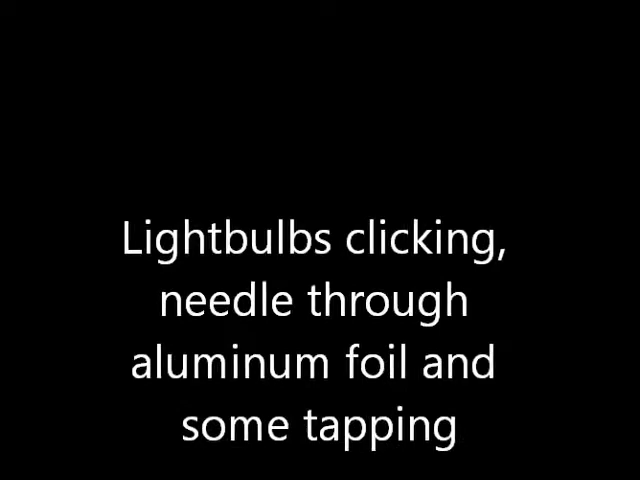 Lightbulbs clicking,
needle through
aluminum foil and
some tapping